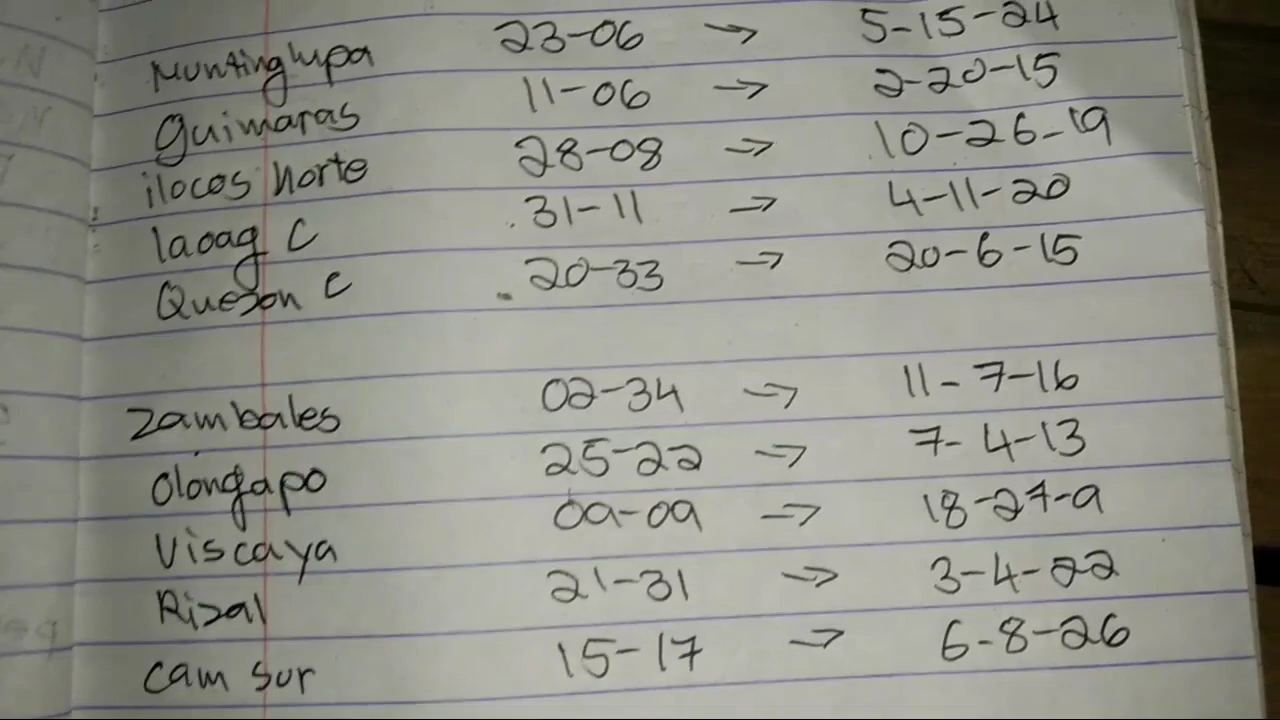 Muntinglupa 23-06 → 5-15-24
Guimaras 11-06 → 2-20-15
ilocos Norte 28-08 → 10-26-19
laoag C 31-11 → 4-11-20
Quezon C 20-33 → 20-6-15
Zambales 02-34 → 11-7-16
Olongapo 25-22 → 7-4-13
Viscaya 09-09 → 18-27-9
Rizal 21-31 → 3-4-22
Cam Sur 15-17 → 6-8-26